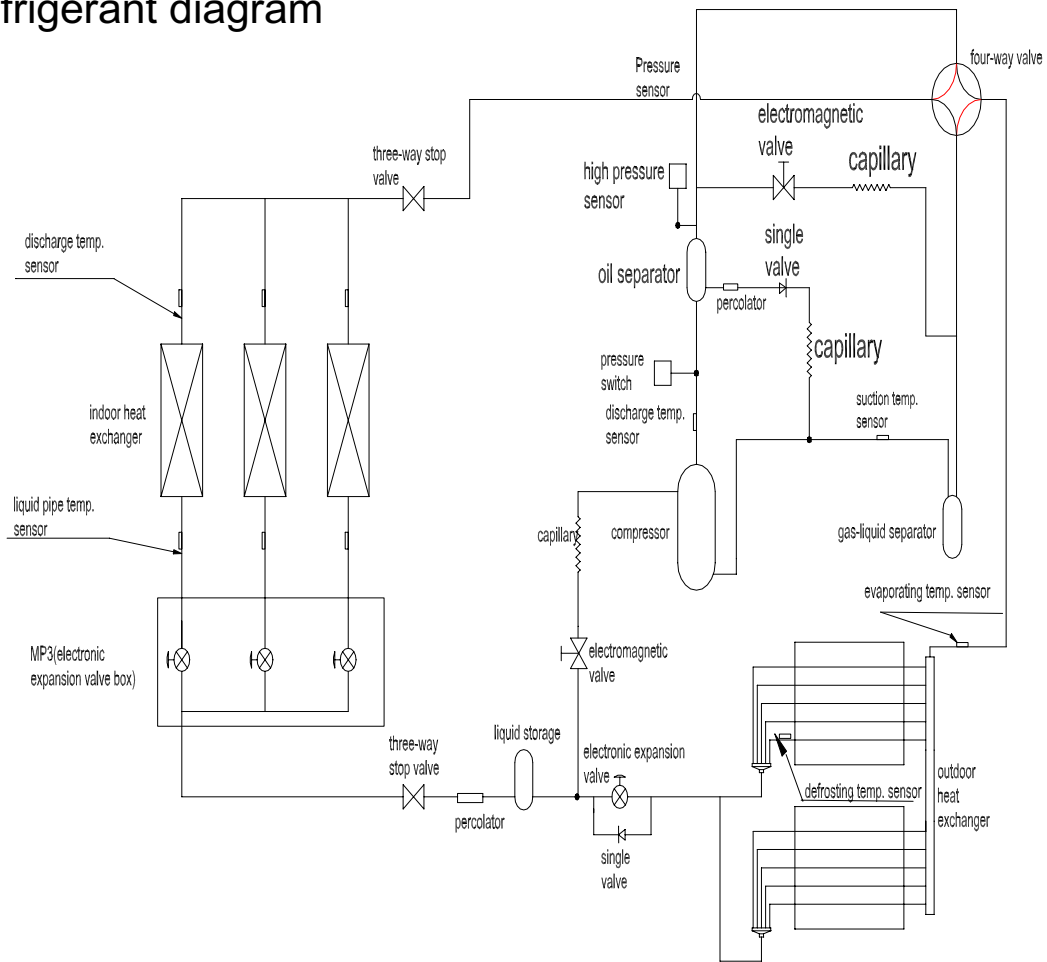 frigerant diagram
four-way valve
Pressure
sensor
electromagnetic
valve
three-way stop
valve
capillary
high pressure
sensor
discharge temp.
sensor
single
valve
oil separator
percolator
pressure
switch
capillary
suction temp.
sensor
discharge temp.
sensor
indoor heat
exchanger
liquid pipe temp.
sensor
capillary
compressor
gas-liquid separator
evaporating temp. sensor
MP3(electronic
expansion valve box)
electromagnetic
valve
liquid storage
three-way
stop valve
electronic expansion
valve
outdoor
heat
exchanger
defrosting temp. sensor
percolator
single
valve